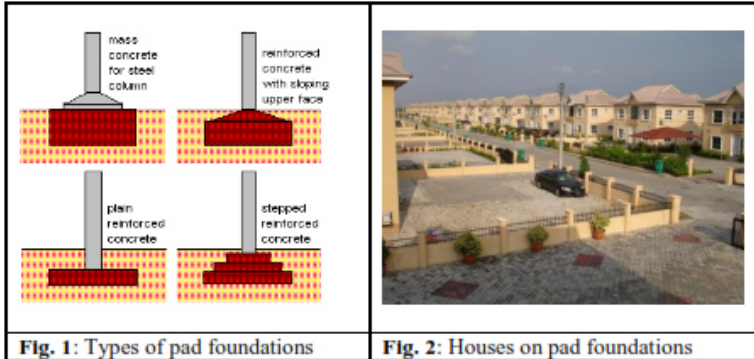 mass
concrete
for steel
column
reinforced
concrete
with sloping
upper face
plain
reinforced
concrete
stepped
reinforced
concrete
Fig. 1: Types of pad foundations
Fig. 2: Houses on pad foundations